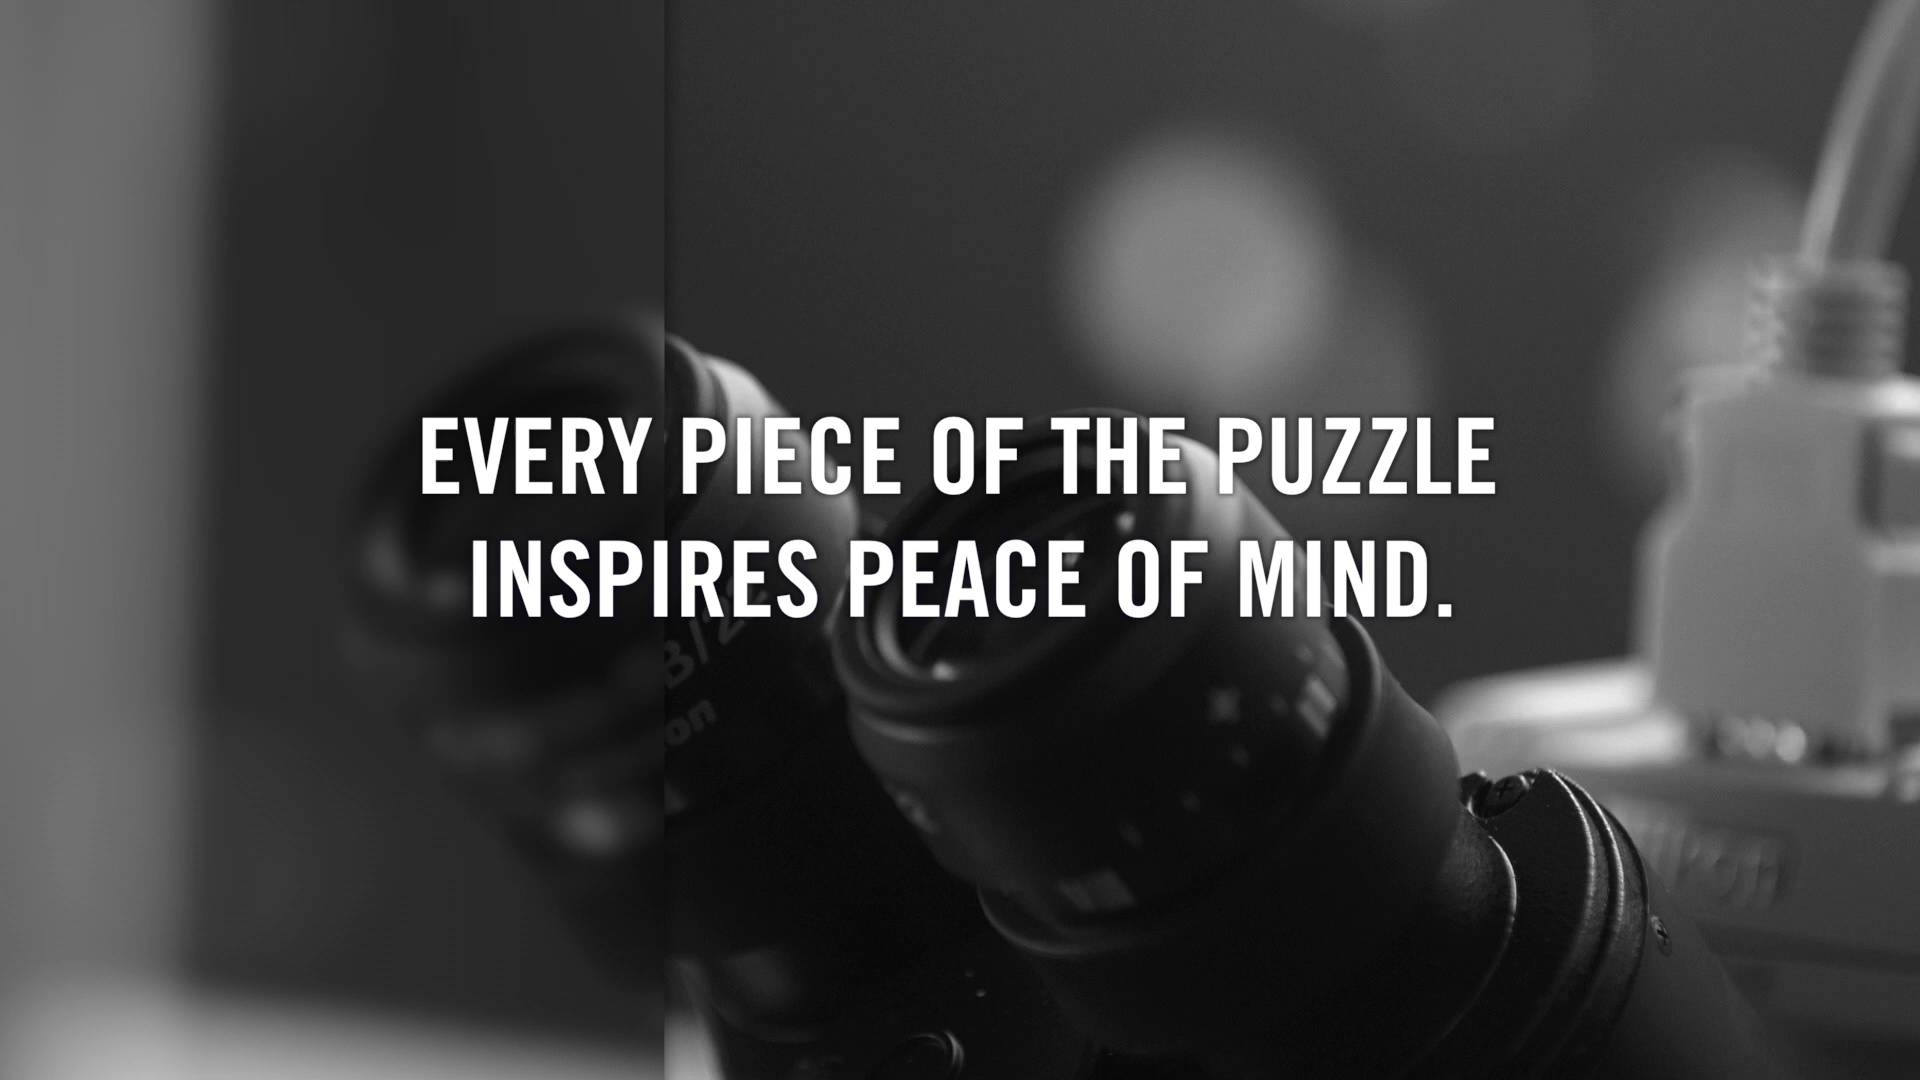 EVERY PIECE OF THE PUZZLE
INSPIRES PEACE OF MIND.